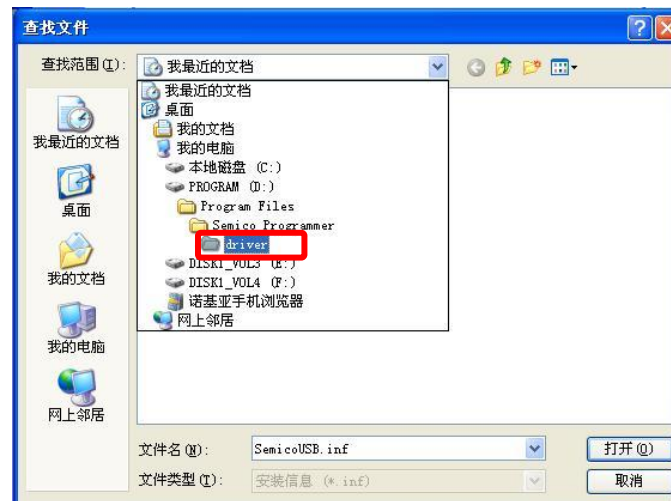 查找文件
查找范围(I): 我最近的文档
我最近的文档
桌面
我的文档
我的电脑
本地磁盘 (C:)
PROGRAM (D:)
Program Files
Semico Programmer
driver
DISK1_VOL3 (E:)
DISK1_VOL4 (F:)
诺基亚手机浏览器
网上邻居
我最近的文档
桌面
我的文档
我的电脑
网上邻居
文件名(N): SemicoUSB.inf 打开(O)
文件类型(T): 安装信息 (*.inf) 取消